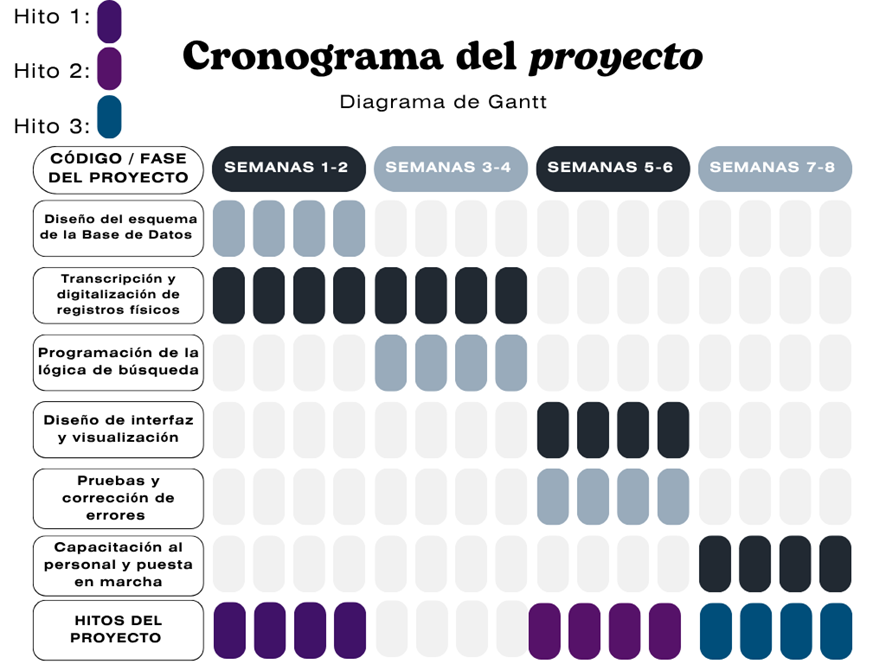 Hito 1:
Hito 2:
Hito 3:
Cronograma del proyecto
Diagrama de Gantt
CÓDIGO / FASE
DEL PROYECTO
SEMANAS 1-2
SEMANAS 3-4
SEMANAS 5-6
SEMANAS 7-8
Diseño del esquema
de la Base de Datos
Transcripción y
digitalización de
registros físicos
Programación de la
lógica de búsqueda
Diseño de interfaz
y visualización
Pruebas y
corrección de
errores
Capacitación al
personal y puesta
en marcha
HITOS DEL
PROYECTO